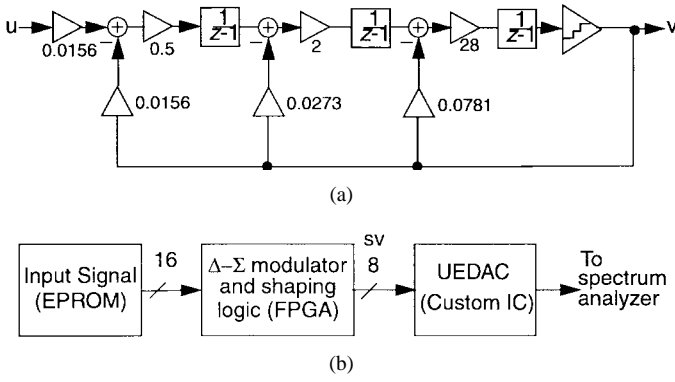 u
0.0156
0.5
1
z-1
2
1
z-1
28
1
z-1
v
0.0156
0.0273
0.0781
(a)
Input Signal
(EPROM)
16
Δ–Σ modulator
and shaping
logic (FPGA)
sv
8
UEDAC
(Custom IC)
To
spectrum
analyzer
(b)